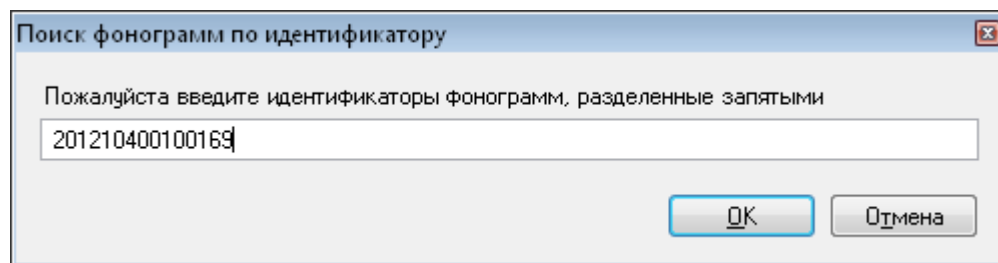 Поиск фонограмм по идентификатору
Пожалуйста введите идентификаторы фонограмм, разделенные запятыми
201210400100169
OK
Отмена